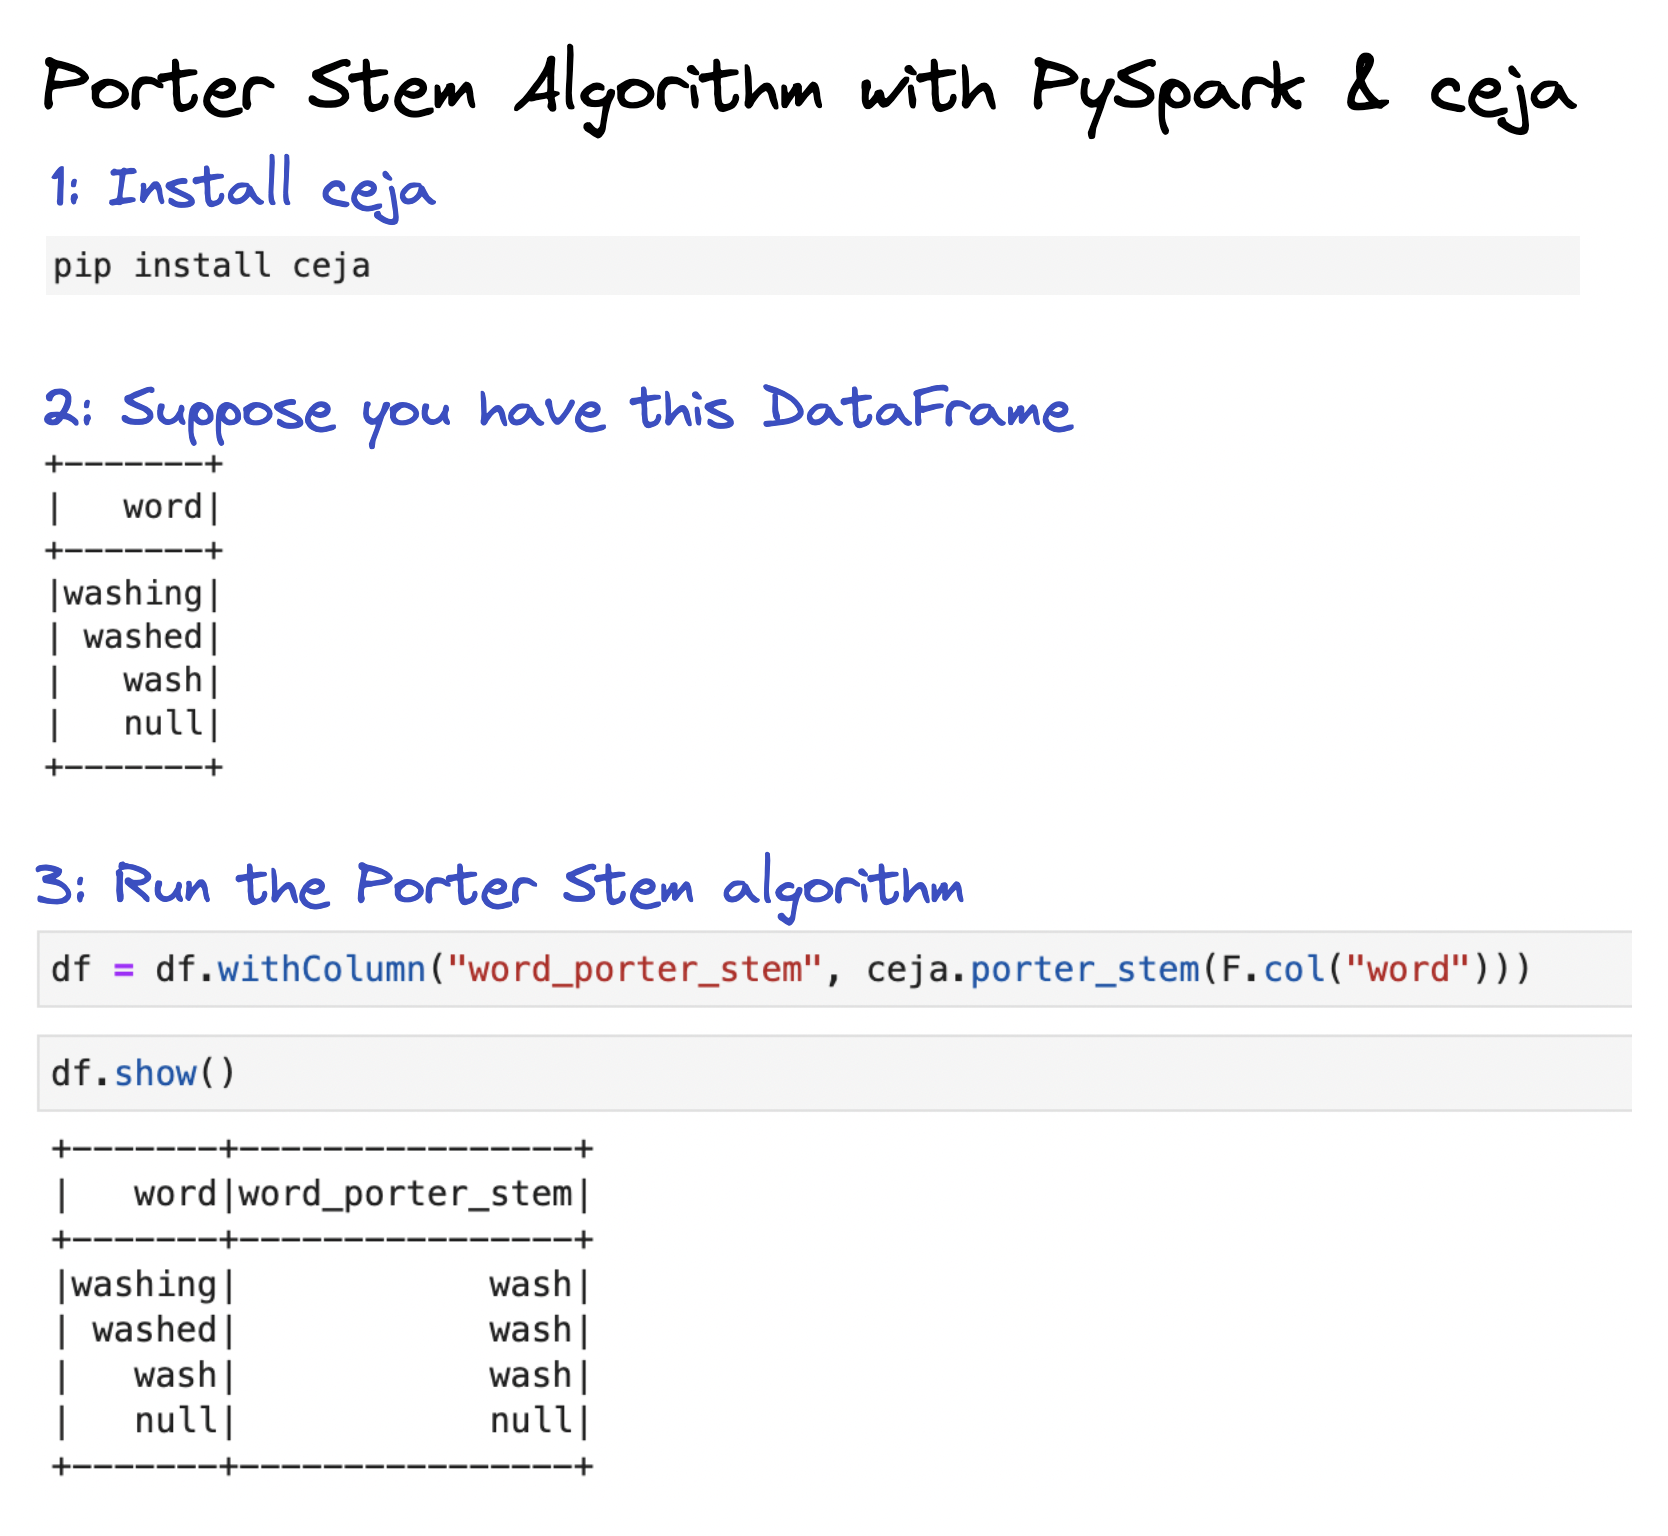 Porter Stem Algorithm with PySpark & ceja
1: Install ceja
pip install ceja
2: Suppose you have this DataFrame
+-------+
|   word|
+-------+
|washing|
| washed|
|   wash|
|   null|
+-------+
3: Run the Porter Stem algorithm
df = df.withColumn("word_porter_stem", ceja.porter_stem(F.col("word")))
df.show()
+-------+----------------+
|   word|word_porter_stem|
+-------+----------------+
|washing|            wash|
| washed|            wash|
|   wash|            wash|
|   null|            null|
+-------+----------------+